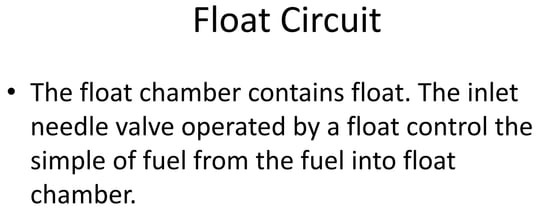 Float Circuit
• The float chamber contains float. The inlet
needle valve operated by a float control the
simple of fuel from the fuel into float
chamber.